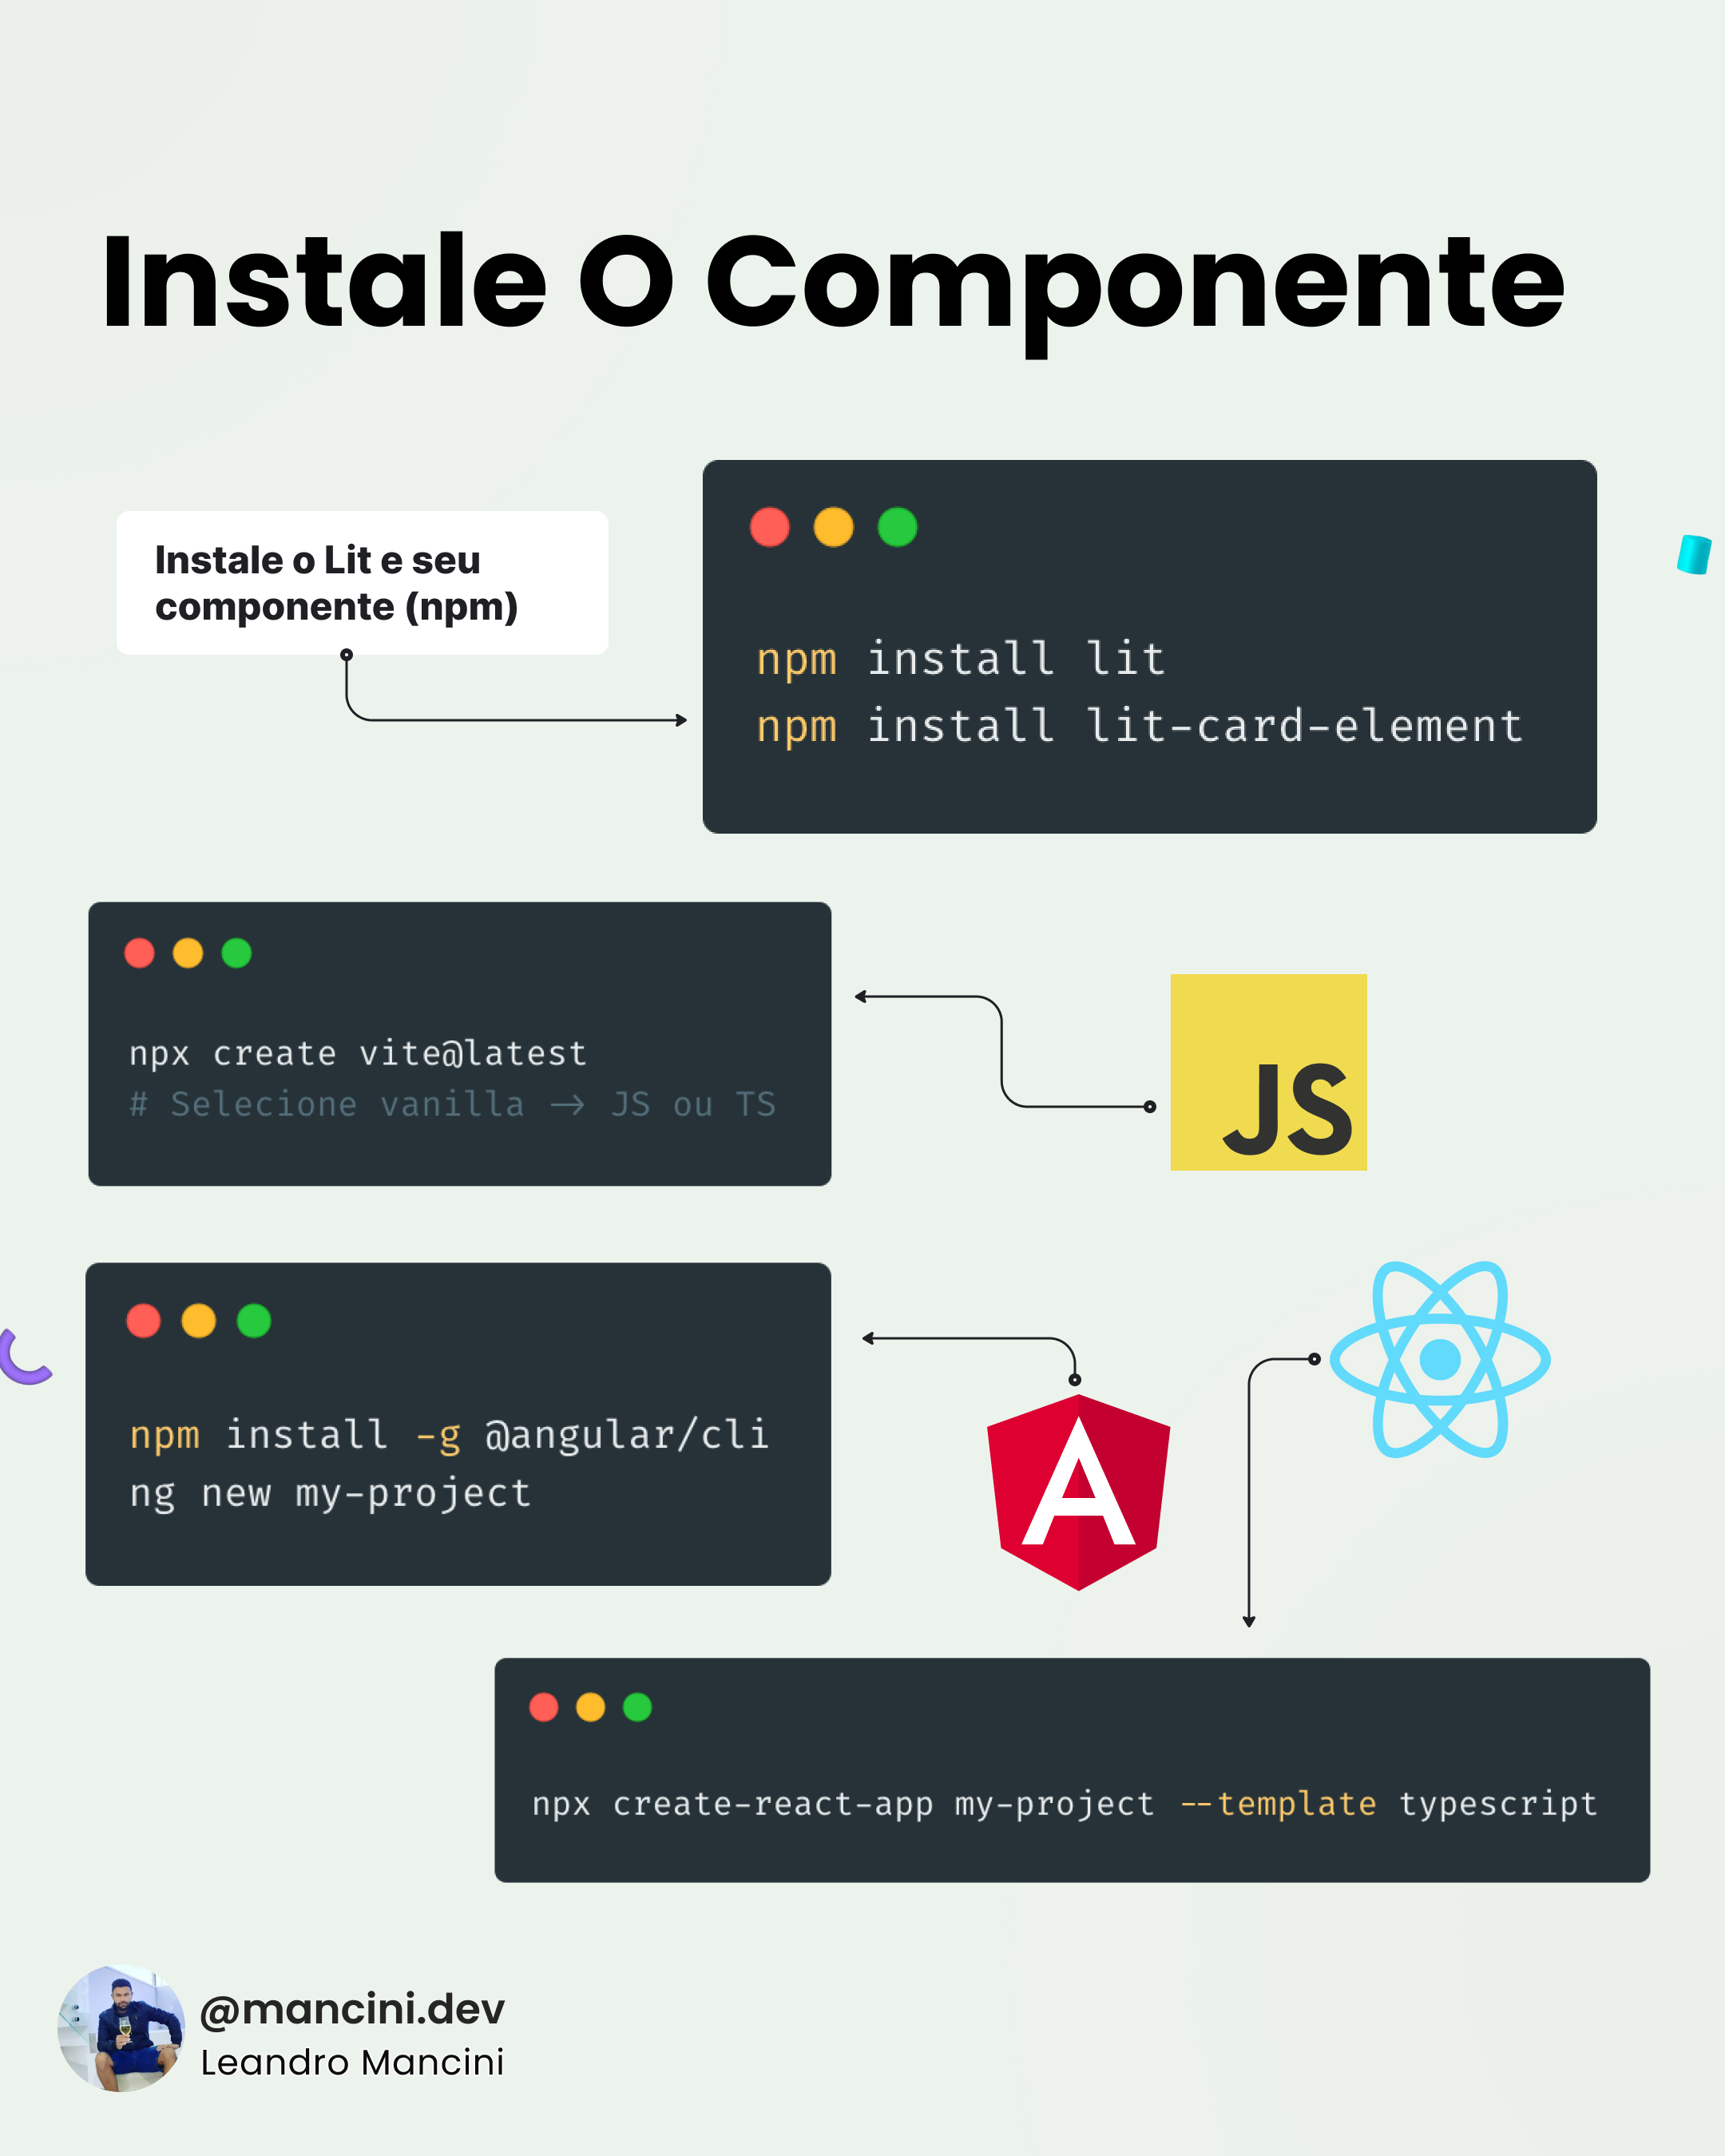 Instale O Componente
Instale o Lit e seu
componente (npm)
npm install lit
npm install lit-card-element
npx create vite@latest
# Selecione vanilla -> JS ou TS
JS
npm install -g @angular/cli
ng new my-project
A
npx create-react-app my-project --template typescript
@mancini.dev
Leandro Mancini